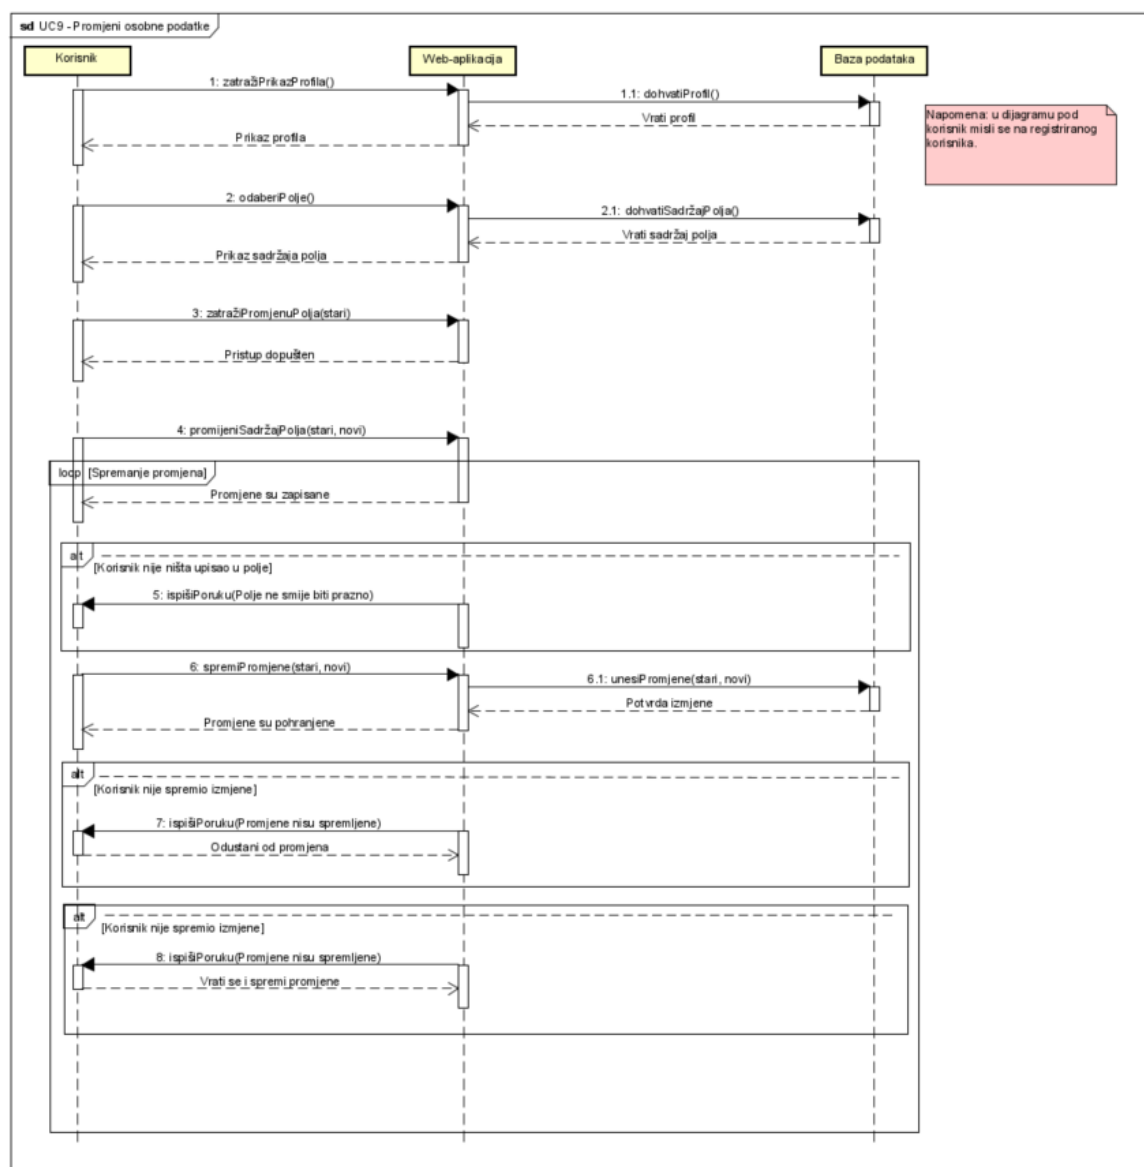 sd UC9 - Promjeni osobne podatke
Korisnik
Web-aplikacija
Baza podataka
1: zatražiPrikazProfila()
1.1: dohvatiProfil()
Vrati profil
Prikaz profila
Napomena: u dijagramu pod
korisnik misli se na registriranog
korisnika.
2: odaberiPolje()
2.1: dohvatiSadržajPolja()
Vrati sadržaj polja
Prikaz sadržaja polja
3: zatražiPromjenuPolja(stari)
Pristup dopušten
4: promijeniSadržajPolja(stari, novi)
loop [Spremanje promjena]
Promjene su zapisane
alt
[Korisnik nije ništa upisao u polje]
5: ispišiPoruku(Polje ne smije biti prazno)
6: spremiPromjene(stari, novi)
6.1: unesiPromjene(stari, novi)
Potvrda izmjene
Promjene su pohranjene
alt
[Korisnik nije spremio izmjene]
7: ispišiPoruku(Promjene nisu spremljene)
Odustani od promjena
alt
[Korisnik nije spremio izmjene]
8: ispišiPoruku(Promjene nisu spremljene)
Vrati se i spremi promjene